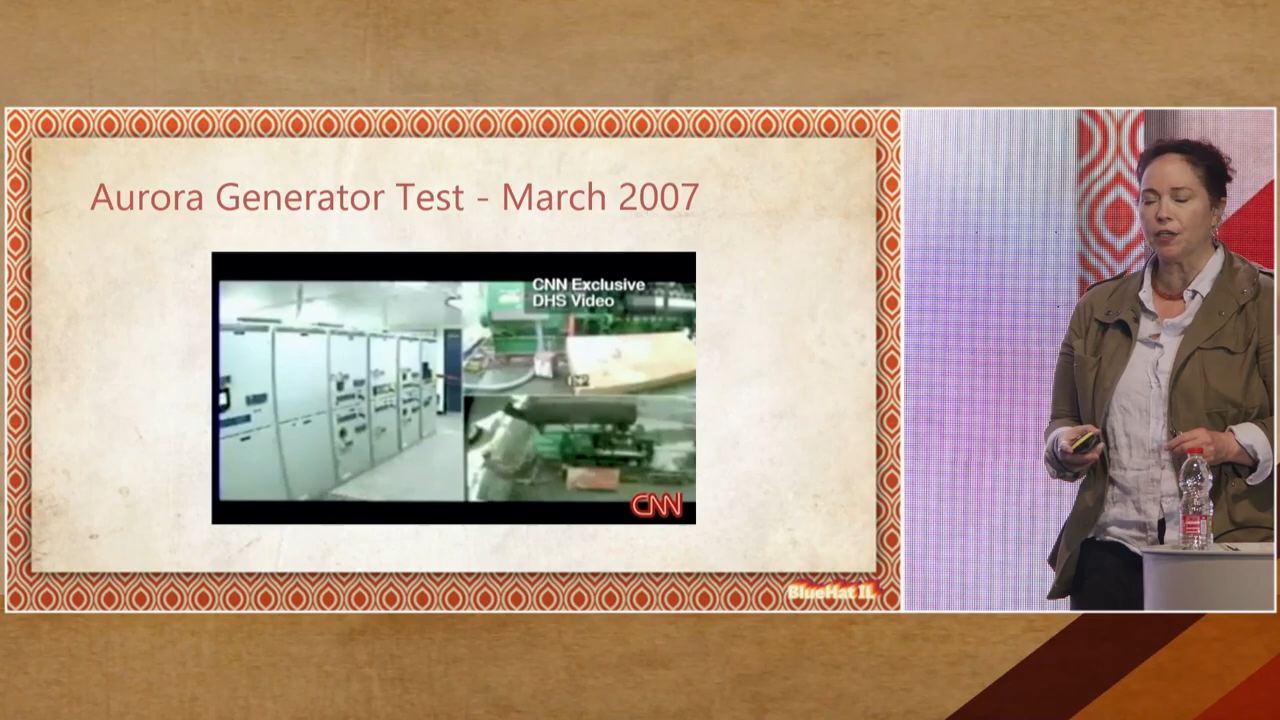 Aurora Generator Test - March 2007
CNN Exclusive
DHS Video
CNN
BlueHat IL